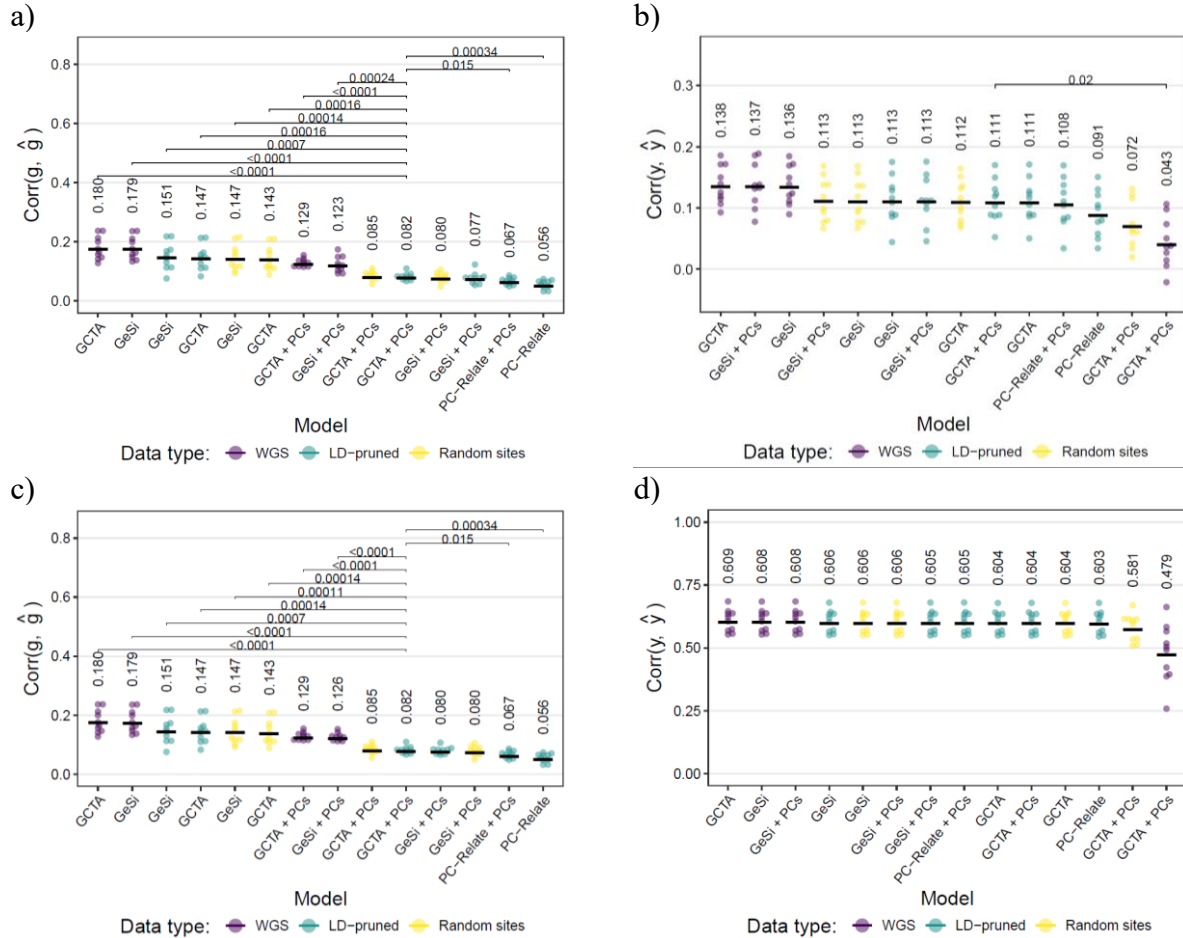 a)
0.8
0.6
0.4
0.2
0.0
Corr(g, ĝ)
0.00034
0.015
0.00024
<0.0001
0.00016
0.00014
0.00016
0.0007
<0.0001
<0.0001
0.180 0.179 0.151 0.147 0.147 0.143 0.129 0.123 0.085 0.082 0.080 0.077 0.067 0.056
GCTA GeSi GeSi GCTA GeSi GCTA GCTA + PCs GeSi + PCs GCTA + PCs GCTA + PCs GeSi + PCs GeSi + PCs PC-Relate + PCs PC-Relate
Model
Data type: WGS LD-pruned Random sites
b)
0.3
0.2
0.1
0.0
Corr(y, ŷ)
0.02
0.138 0.137 0.136 0.113 0.113 0.113 0.113 0.112 0.111 0.111 0.108 0.091 0.072 0.043
GCTA GeSi + PCs GeSi GeSi + PCs GeSi GeSi GeSi + PCs GCTA GCTA + PCs GCTA PC-Relate + PCs PC-Relate GCTA + PCs GCTA + PCs
Model
Data type: WGS LD-pruned Random sites
c)
0.8
0.6
0.4
0.2
0.0
Corr(g, ĝ)
0.00034
0.015
<0.0001
<0.0001
0.00014
0.00011
0.00014
0.0007
<0.0001
<0.0001
0.180 0.179 0.151 0.147 0.147 0.143 0.129 0.126 0.085 0.082 0.080 0.080 0.067 0.056
GCTA GeSi GeSi GCTA GeSi GCTA GCTA + PCs GeSi + PCs GCTA + PCs GCTA + PCs GeSi + PCs GeSi + PCs PC-Relate + PCs PC-Relate
Model
Data type: WGS LD-pruned Random sites
d)
1.00
0.75
0.50
0.25
0.00
Corr(y, ŷ)
0.609 0.608 0.608 0.606 0.606 0.606 0.605 0.605 0.604 0.604 0.604 0.603 0.581 0.479
GCTA GeSi GeSi + PCs GeSi GeSi GeSi + PCs GeSi + PCs PC-Relate + PCs GCTA GCTA + PCs GCTA PC-Relate GCTA + PCs GCTA + PCs
Model
Data type: WGS LD-pruned Random sites